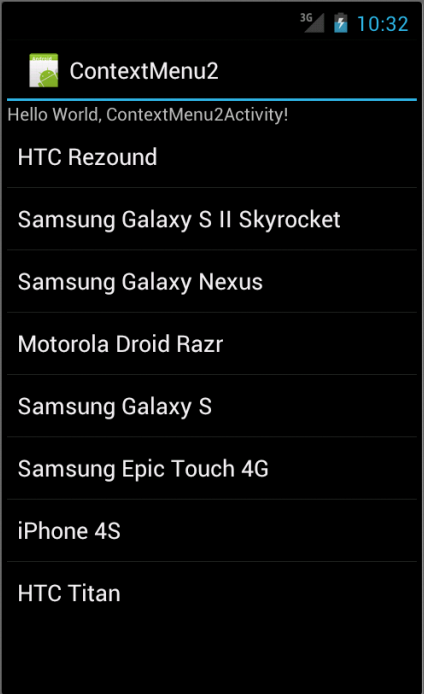 3G 10:32
ContextMenu2
Hello World, ContextMenu2Activity!
HTC Rezound
Samsung Galaxy S II Skyrocket
Samsung Galaxy Nexus
Motorola Droid Razr
Samsung Galaxy S
Samsung Epic Touch 4G
iPhone 4S
HTC Titan